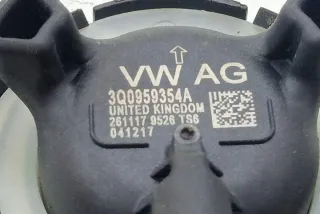 VW AG
3Q0959354A
UNITED KINGDOM
261117 9526 TS6
041217